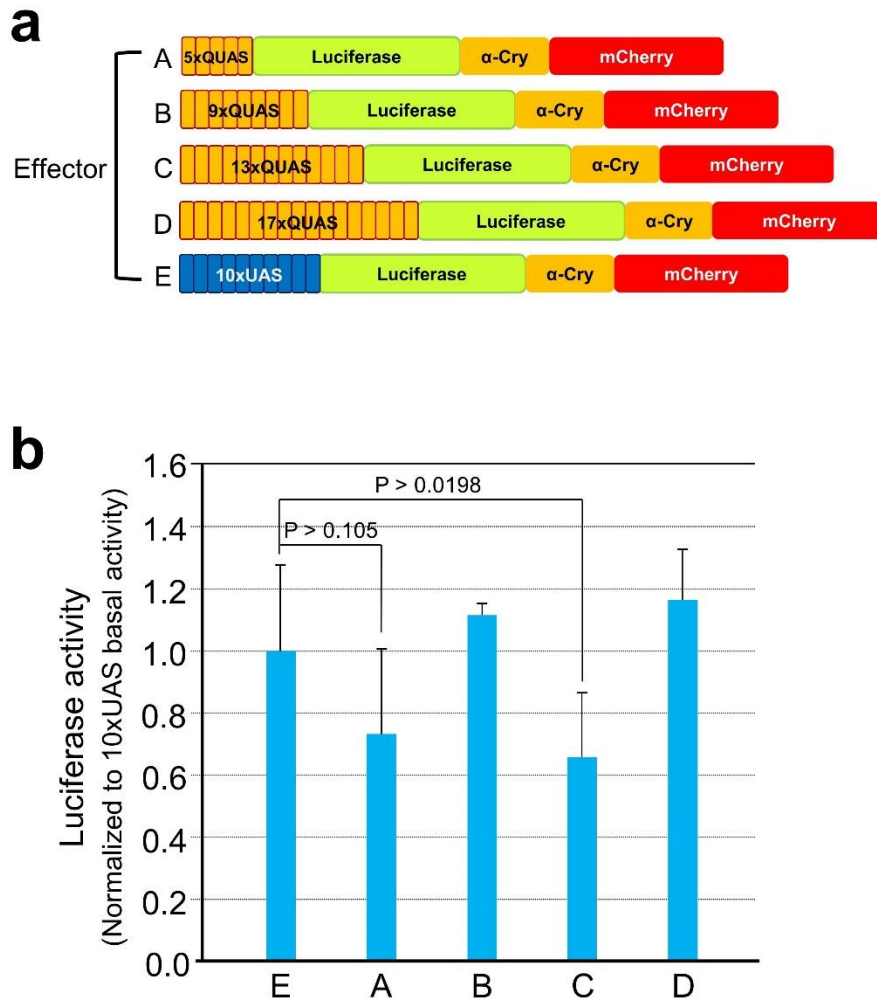 a
A 5xQUAS Luciferase α-Cry mCherry
B 9xQUAS Luciferase α-Cry mCherry
Effector
C 13xQUAS Luciferase α-Cry mCherry
D 17xQUAS Luciferase α-Cry mCherry
E 10xUAS Luciferase α-Cry mCherry
b
Luciferase activity
(Normalized to 10xUAS basal activity)
1.6
1.4
1.2
1.0
0.8
0.6
0.4
0.2
0.0
P > 0.0198
P > 0.105
E A B C D